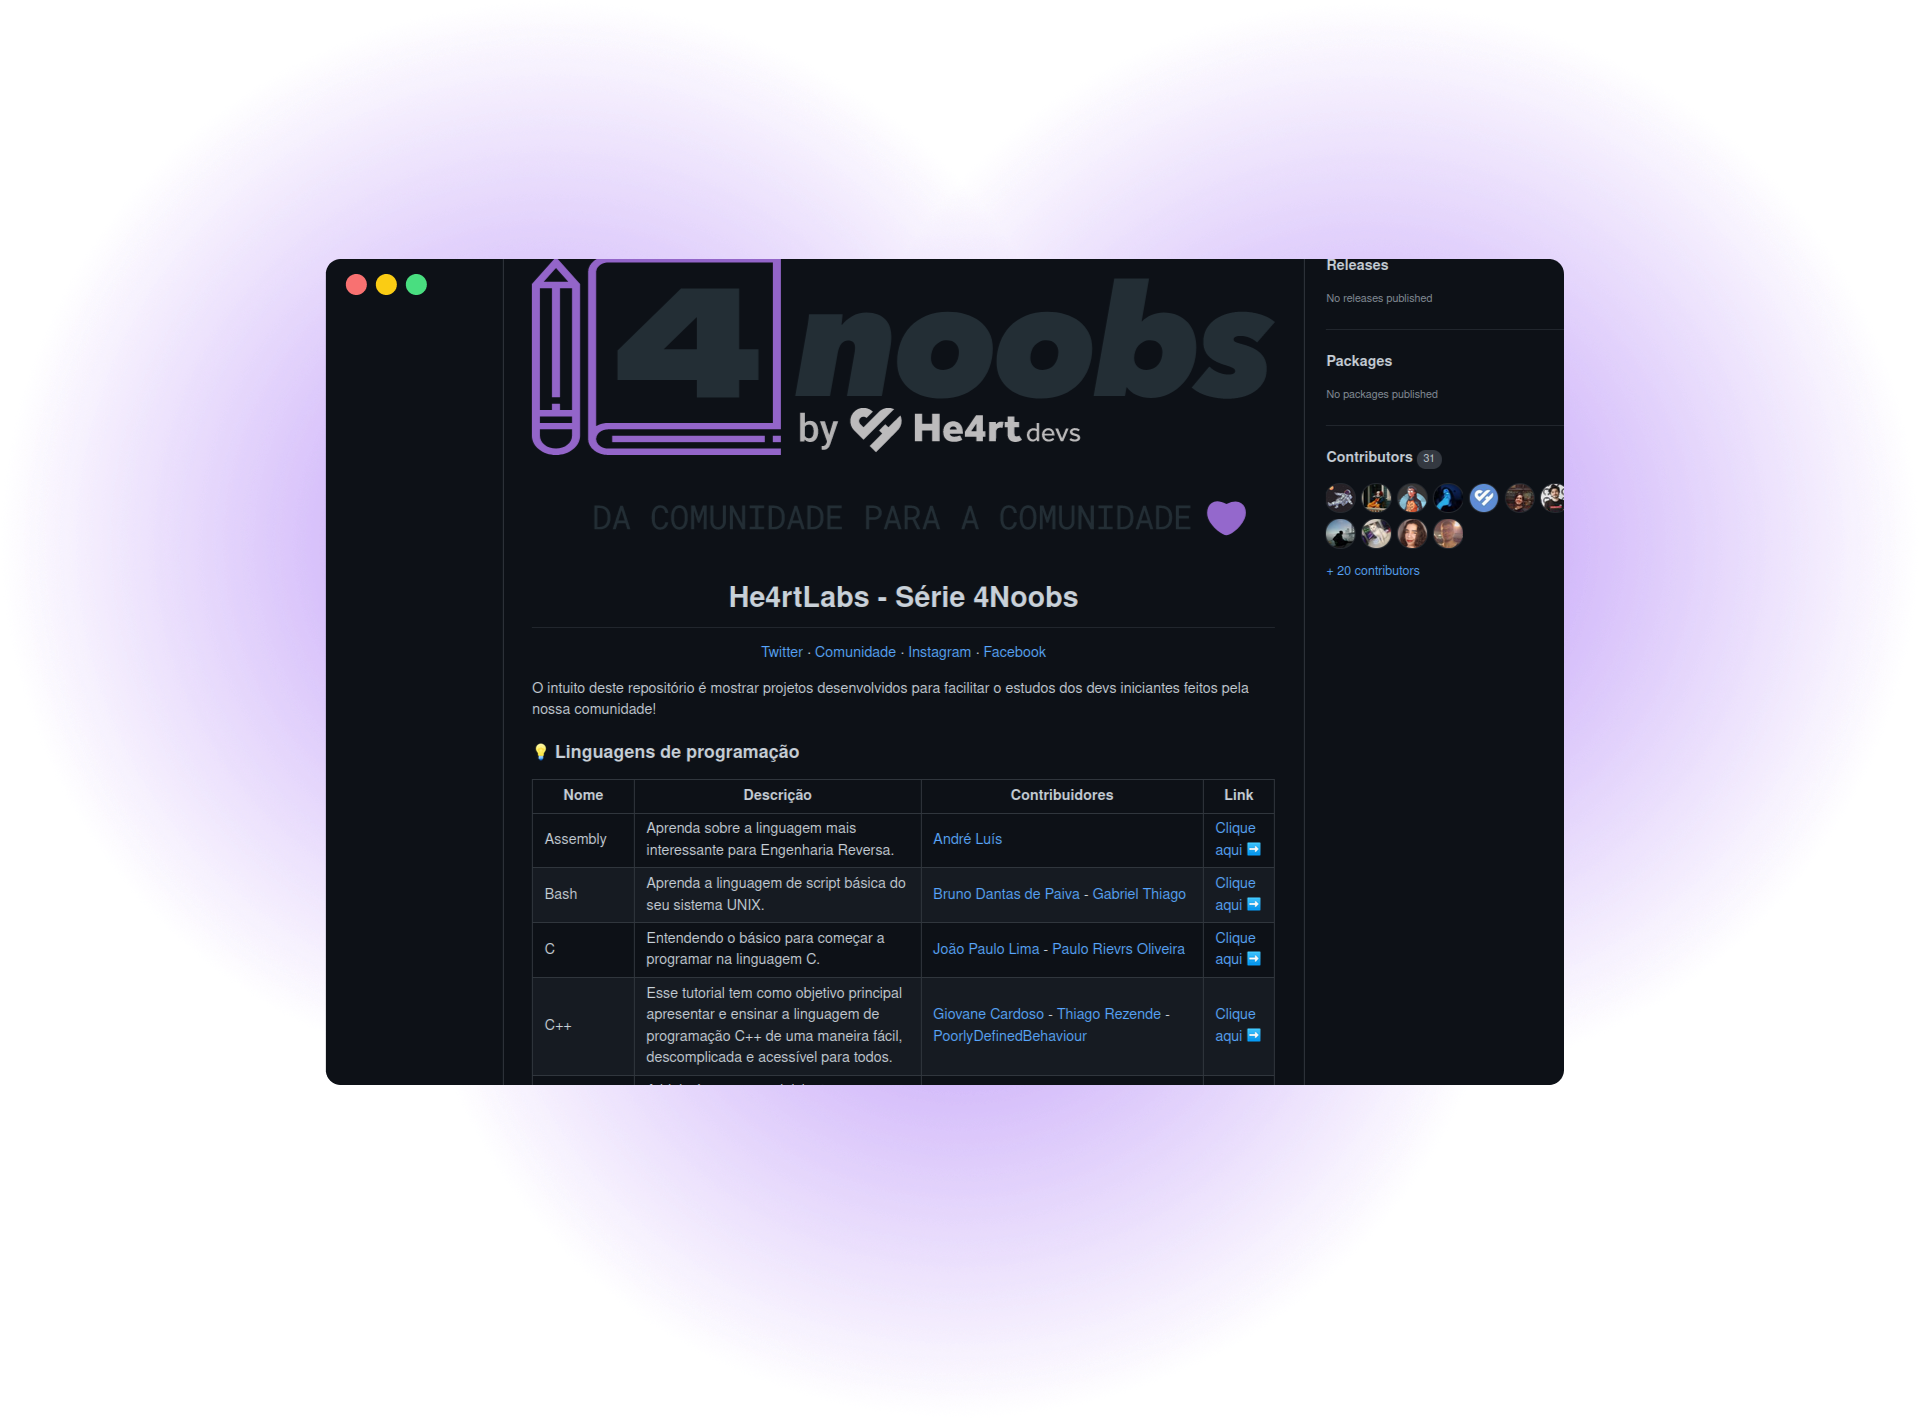 4 noobs
by He4rt devs
DA COMUNIDADE PARA A COMUNIDADE
He4rtLabs - Série 4Noobs
Twitter · Comunidade · Instagram · Facebook
O intuito deste repositório é mostrar projetos desenvolvidos para facilitar o estudos dos devs iniciantes feitos pela
nossa comunidade!
Linguagens de programação
Nome Descrição Contribuidores Link
Assembly
Aprenda sobre a linguagem mais
interessante para Engenharia Reversa.
André Luís
Clique
aqui
Bash
Aprenda a linguagem de script básica do
seu sistema UNIX.
Bruno Dantas de Paiva - Gabriel Thiago
Clique
aqui
C
Entendendo o básico para começar a
programar na linguagem C.
João Paulo Lima - Paulo Rievrs Oliveira
Clique
aqui
C++
Esse tutorial tem como objetivo principal
apresentar e ensinar a linguagem de
programação C++ de uma maneira fácil,
descomplicada e acessível para todos.
Giovane Cardoso - Thiago Rezende -
PoorlyDefinedBehaviour
Clique
aqui
Releases
No releases published
Packages
No packages published
Contributors 31
+ 20 contributors